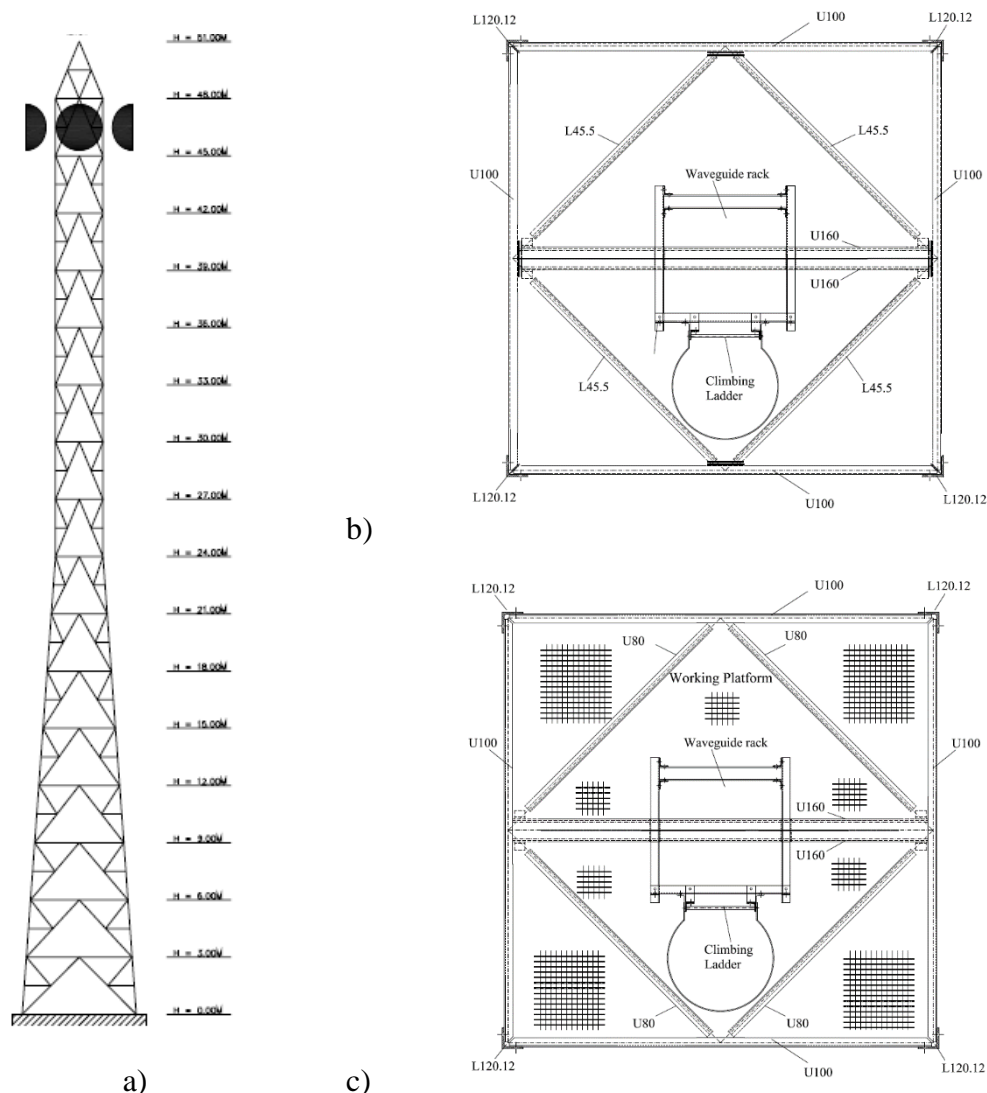 H = 51.00M
H = 48.00M
H = 45.00M
H = 42.00M
H = 39.00M
H = 36.00M
H = 33.00M
H = 30.00M
H = 27.00M
H = 24.00M
H = 21.00M
H = 18.00M
H = 15.00M
H = 12.00M
H = 9.00M
H = 6.00M
H = 3.00M
H = 0.00M
a)
L120.12
U100
L120.12
L45.5
L45.5
U100
Waveguide rack
U100
U160
U160
L45.5
Climbing
Ladder
L45.5
L120.12
U100
L120.12
b)
L120.12
U100
L120.12
U80
U80
Working Platform
U100
Waveguide rack
U100
U160
U160
Climbing
Ladder
U80
U80
L120.12
U100
L120.12
c)